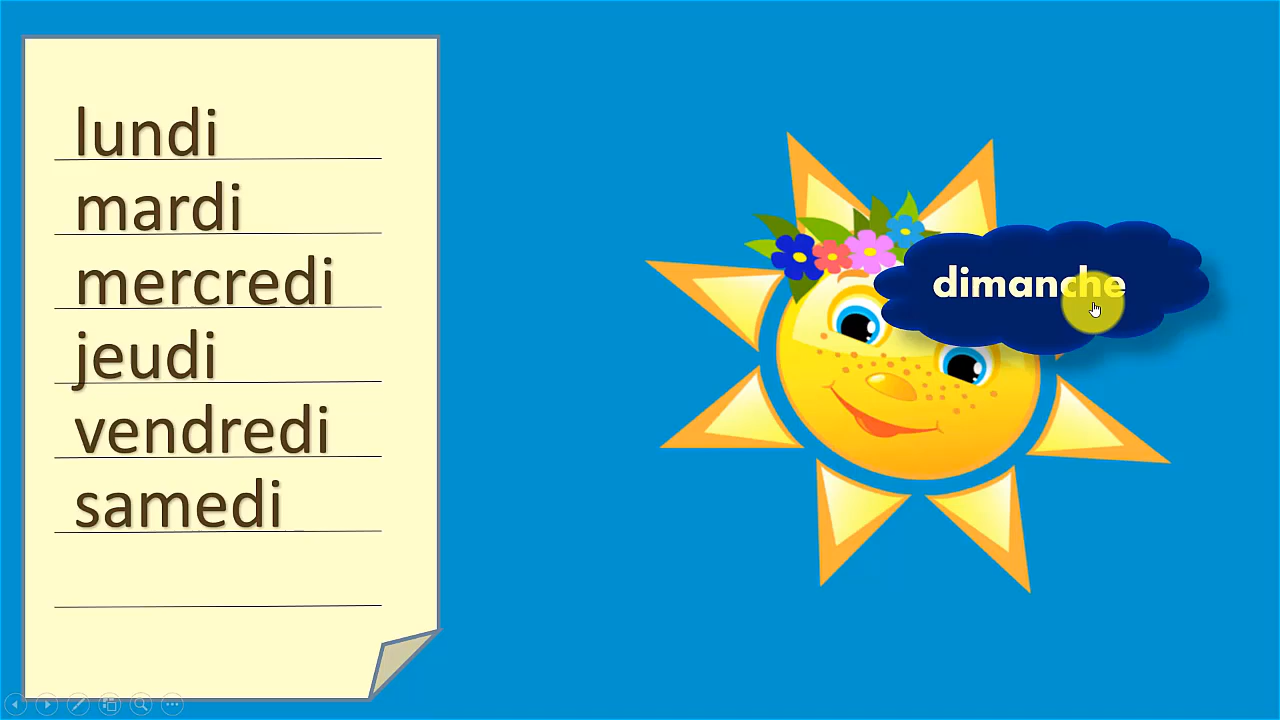 lundi
mardi
mercredi
jeudi
vendredi
samedi
dimanche